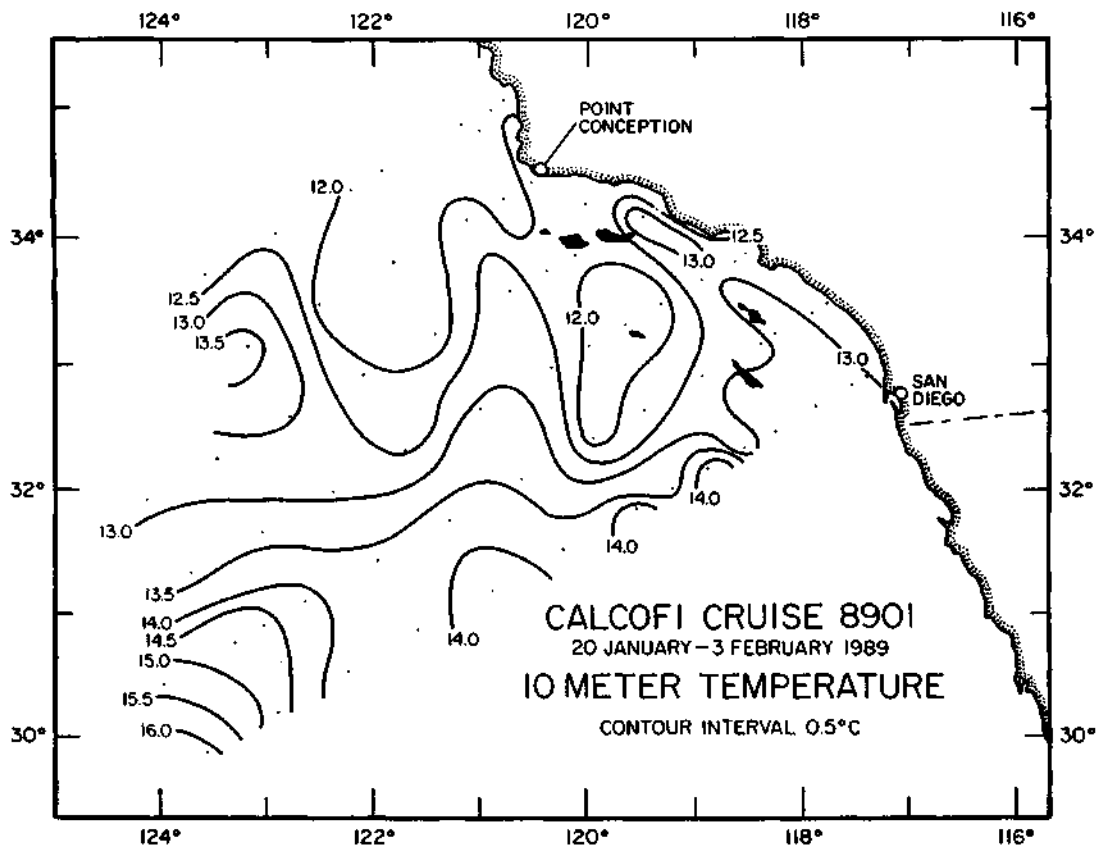 124° 122° 120° 118° 116°
POINT
CONCEPTION
12.0
34° 12.5 34°
13.0
12.5
13.0
12.0
13.5
13.0
SAN
DIEGO
32° 32°
14.0
13.0
14.0
13.5
14.0
14.0
14.5
15.0
15.5
16.0
CALCOFI CRUISE 8901
20 JANUARY – 3 FEBRUARY 1989
10 METER TEMPERATURE
CONTOUR INTERVAL 0.5°C
30° 30°
124° 122° 120° 118° 116°